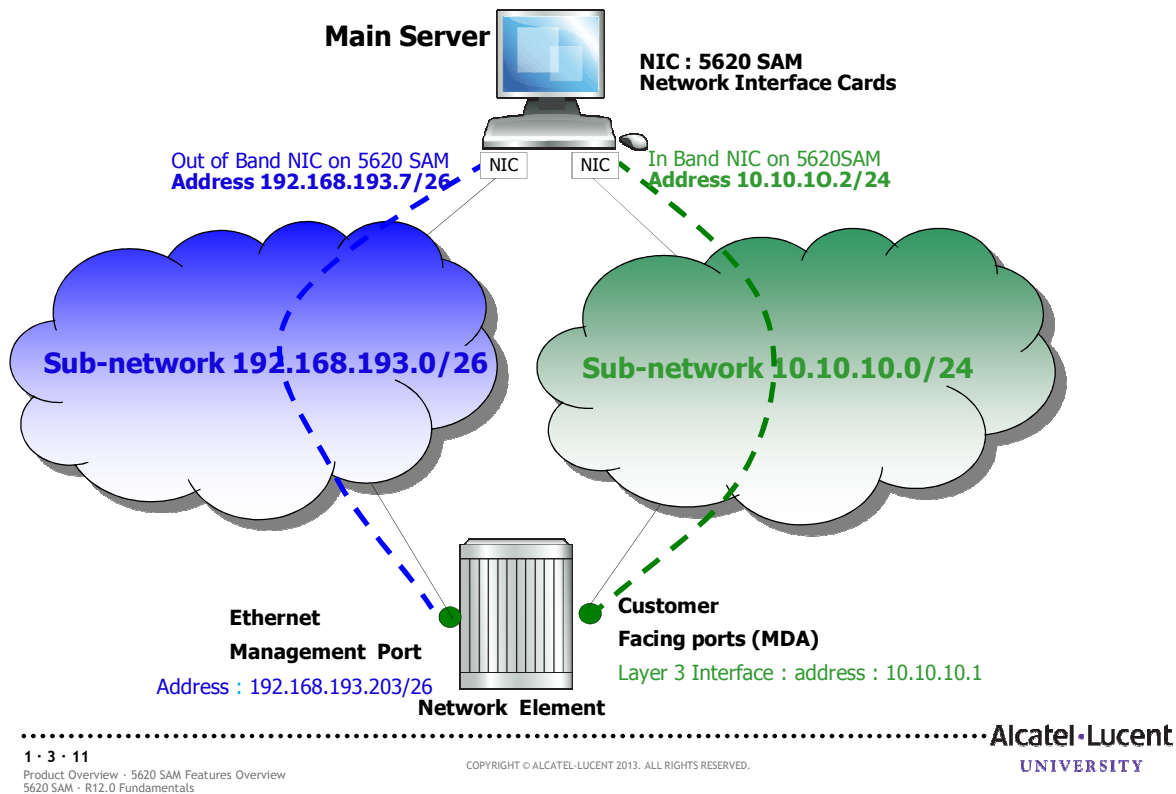 Main Server
NIC : 5620 SAM
Network Interface Cards
Out of Band NIC on 5620 SAM
Address 192.168.193.7/26
NIC
NIC
In Band NIC on 5620SAM
Address 10.10.1O.2/24
Sub-network 192.168.193.0/26
Sub-network 10.10.10.0/24
Ethernet
Management Port
Address : 192.168.193.203/26
Customer
Facing ports (MDA)
Layer 3 Interface : address : 10.10.10.1
Network Element
1 · 3 · 11
Product Overview · 5620 SAM Features Overview
5620 SAM · R12.0 Fundamentals
COPYRIGHT © ALCATEL-LUCENT 2013. ALL RIGHTS RESERVED.
Alcatel·Lucent
UNIVERSITY